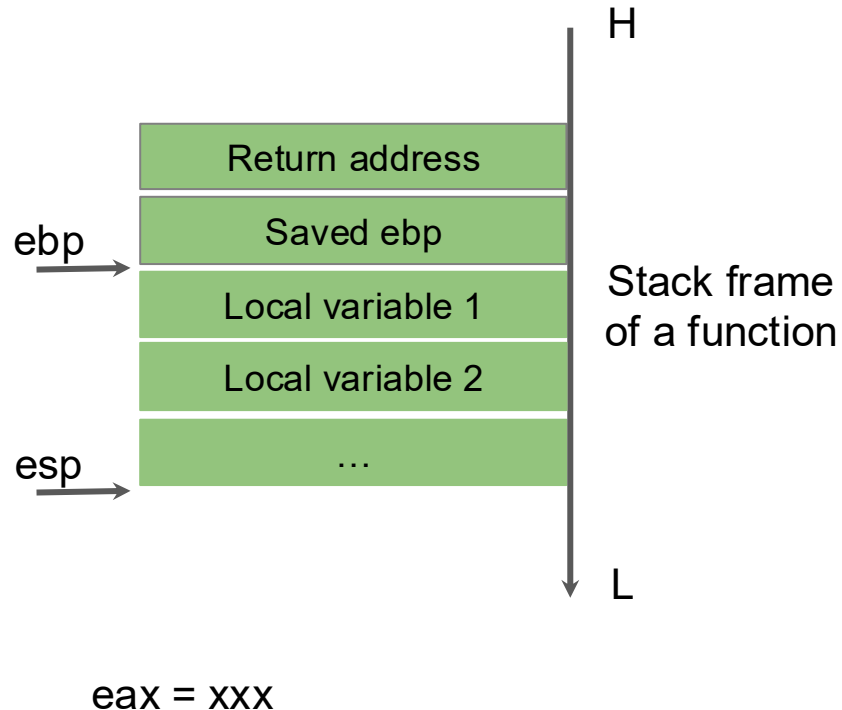 H
Return address
Saved ebp
ebp
Local variable 1
Stack frame
of a function
Local variable 2
esp
...
L
eax = xxx